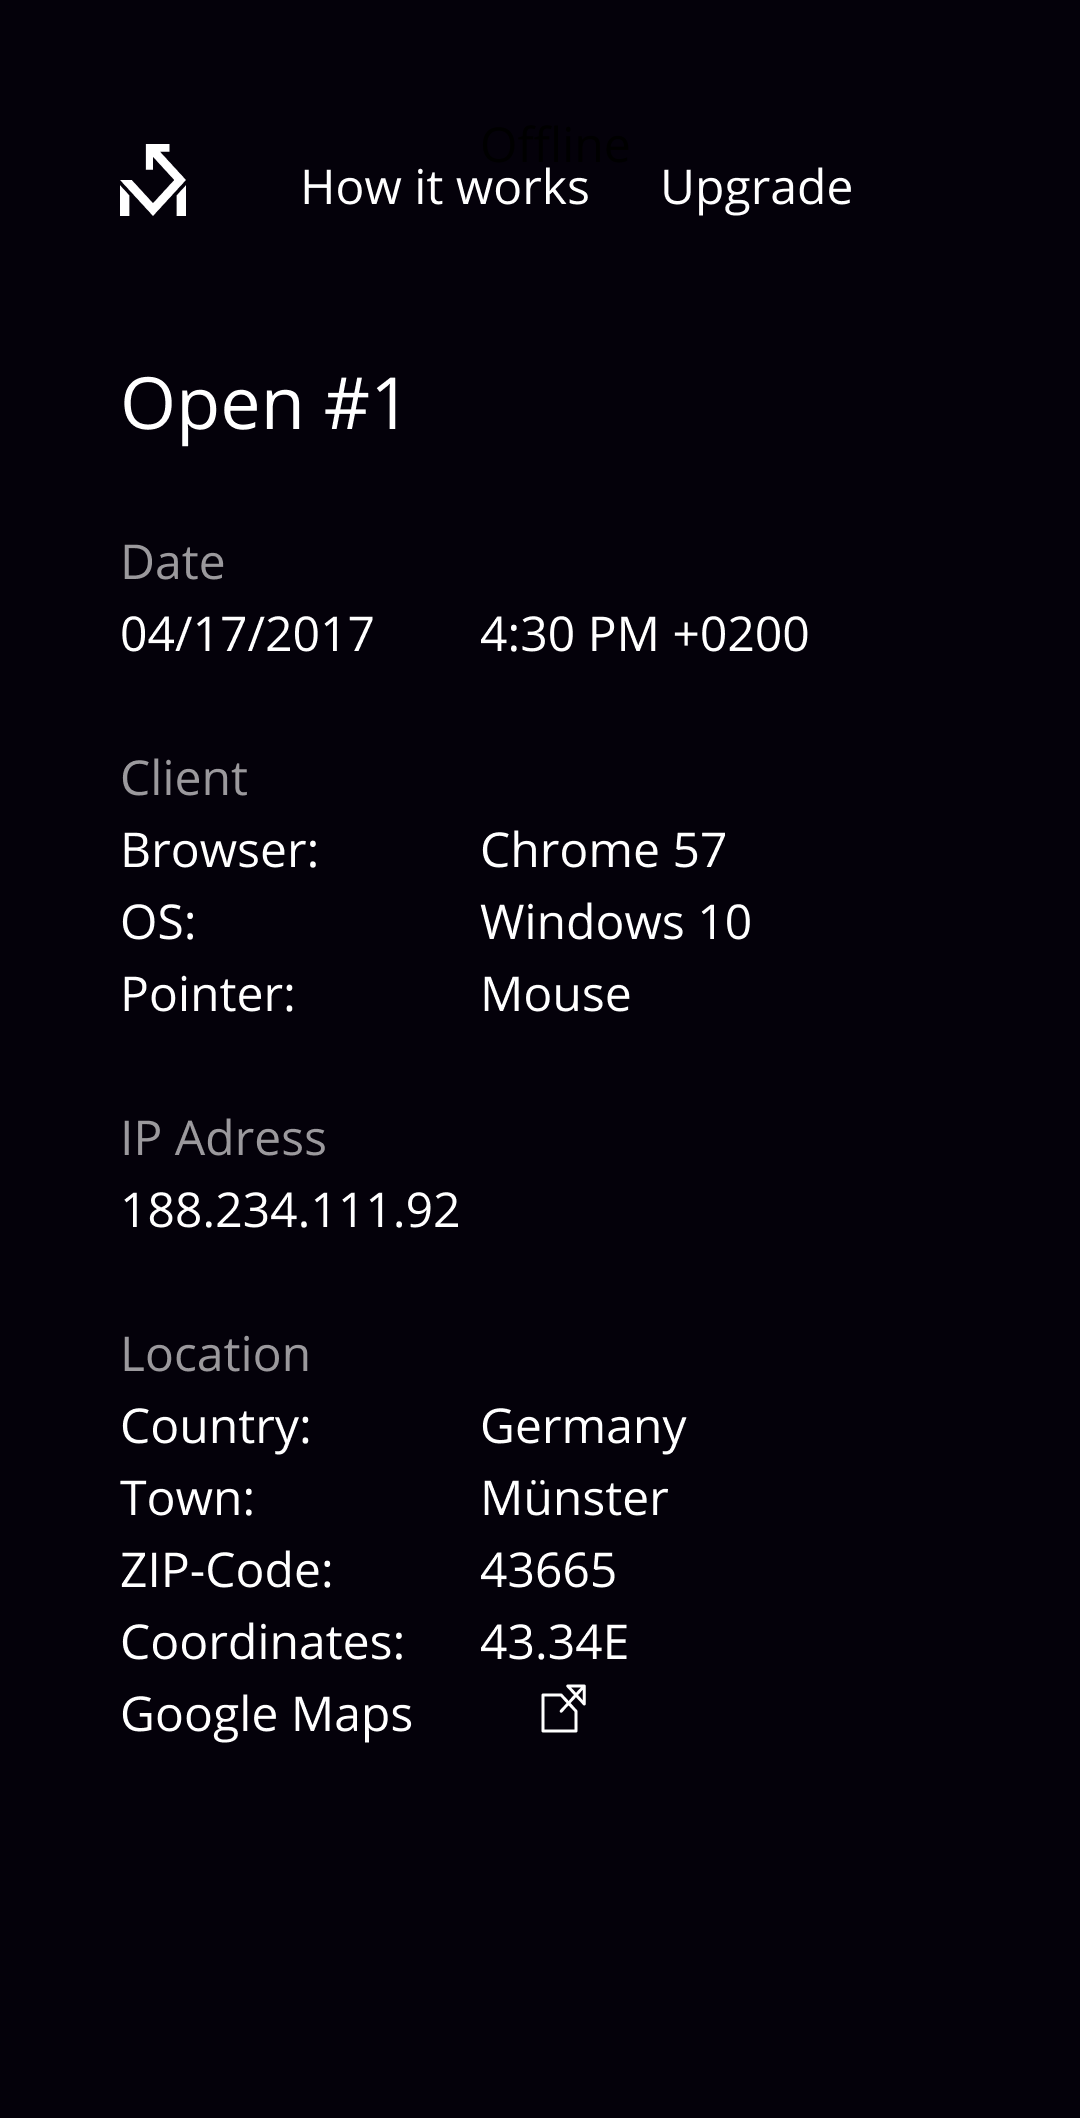 Offline
How it works Upgrade
Open #1
Date
04/17/2017 4:30 PM +0200
Client
Browser: Chrome 57
OS: Windows 10
Pointer: Mouse
IP Adress
188.234.111.92
Location
Country: Germany
Town: Münster
ZIP-Code: 43665
Coordinates: 43.34E
Google Maps